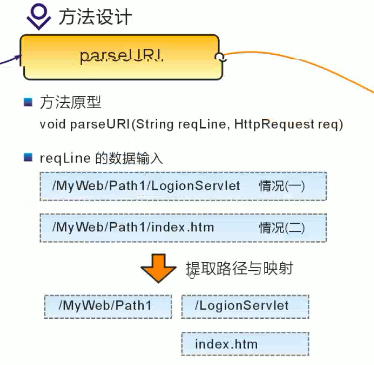 方法设计
parseURI
方法原型
void parseURI(String reqLine, HttpRequest req)
reqLine 的数据输入
/MyWeb/Path1/LogionServlet 情况(一)
/MyWeb/Path1/index.htm 情况(二)
提取路径与映射
/MyWeb/Path1 /LogionServlet
index.htm